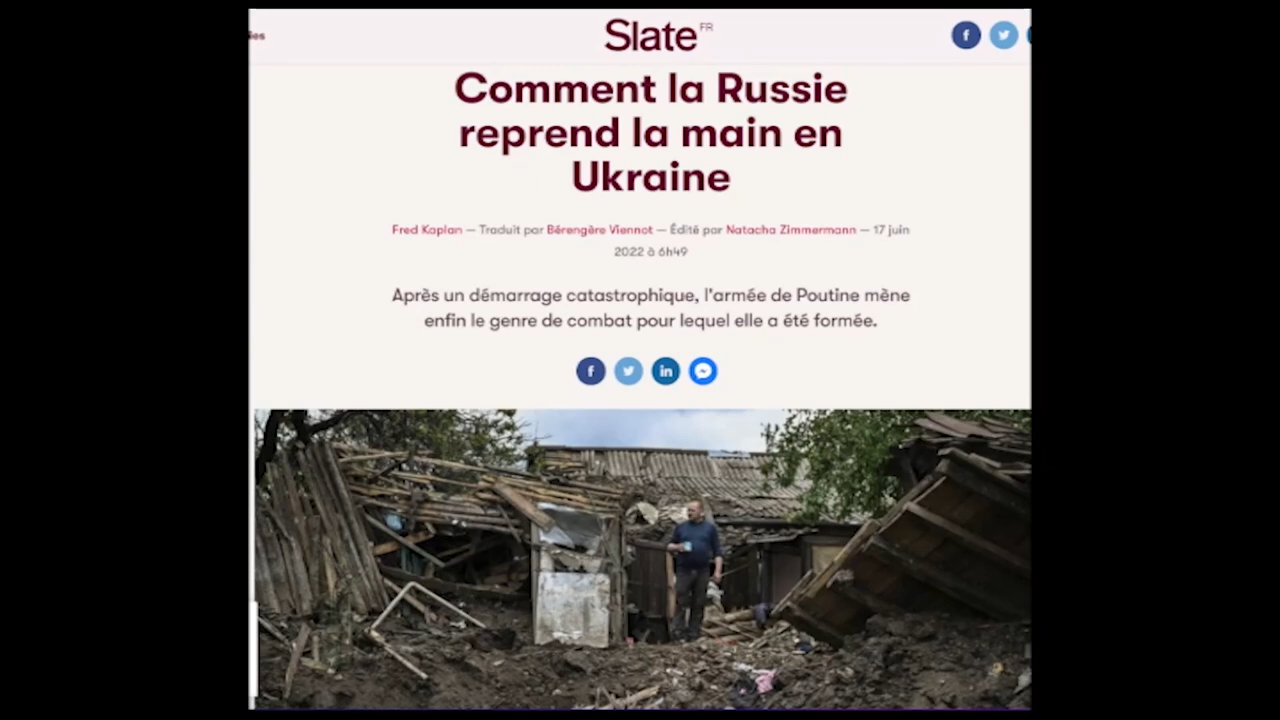 Slate FR
Comment la Russie
reprend la main en
Ukraine
Fred Kaplan — Traduit par Bérengère Viennot — Édité par Natacha Zimmermann — 17 juin
2022 à 6h49
Après un démarrage catastrophique, l'armée de Poutine mène
enfin le genre de combat pour lequel elle a été formée.